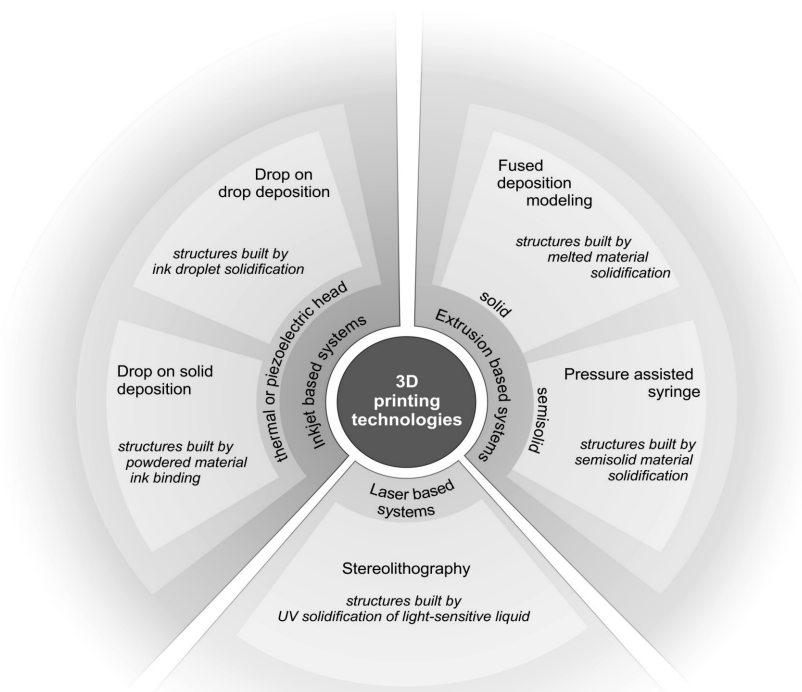 3D
printing
technologies
Inkjet based systems
thermal or piezoelectric head
Drop on
drop deposition
structures built by
ink droplet solidification
Drop on solid
deposition
structures built by
powdered material
ink binding
Extrusion based systems
solid
Fused
deposition
modeling
structures built by
melted material
solidification
semisolid
Pressure assisted
syringe
structures built by
semisolid material
solidification
Laser based
systems
Stereolithography
structures built by
UV solidification of light-sensitive liquid